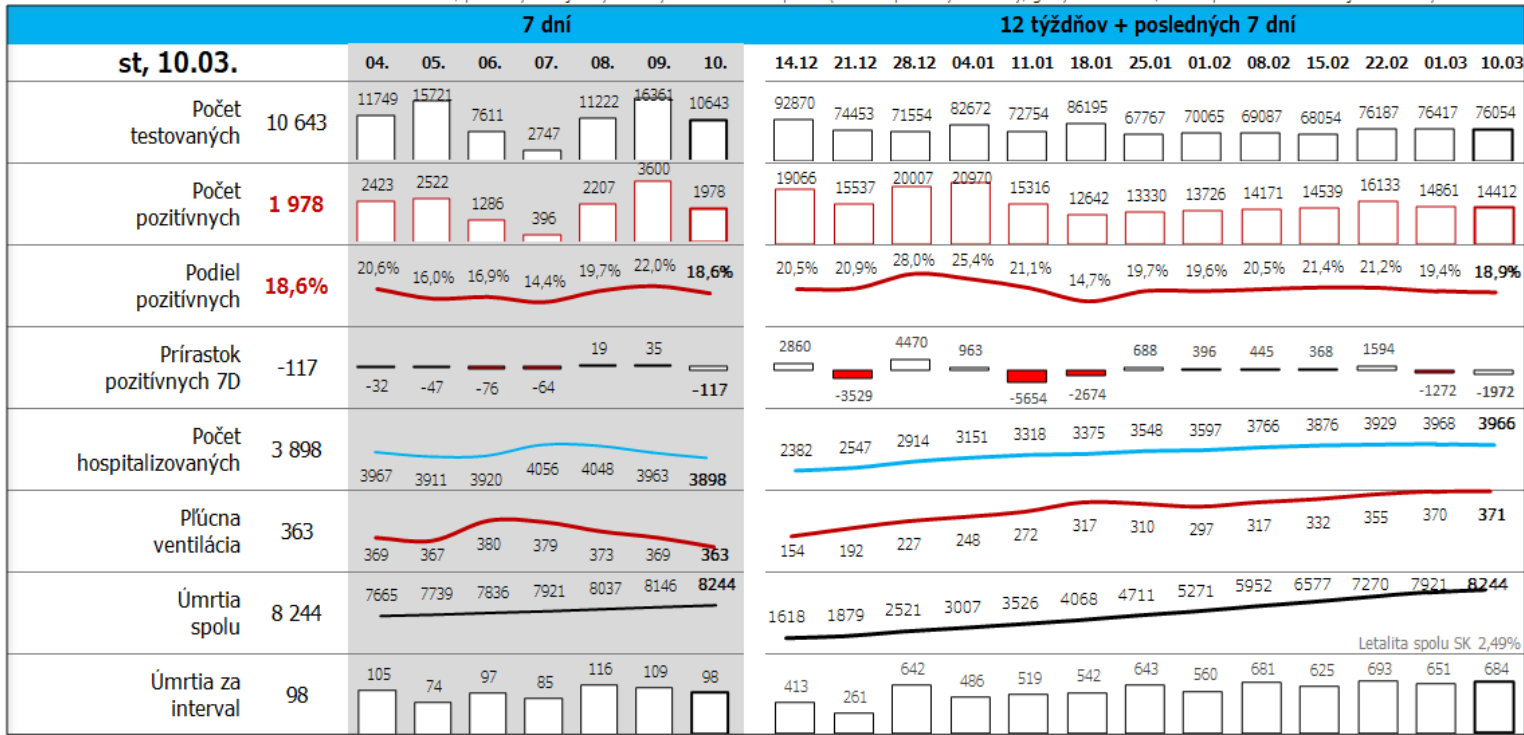 7 dní 12 týždňov + posledných 7 dní
st, 10.03. 04. 05. 06. 07. 08. 09. 10. 14.12 21.12 28.12 04.01 11.01 18.01 25.01 01.02 08.02 15.02 22.02 01.03 10.03
Počet
testovaných
10 643
11749 15721 7611 2747 11222 16361 10643 92870 74453 71554 82672 72754 86195 67767 70065 69087 68054 76187 76417 76054
Počet
pozitívnych
1 978
2423 2522 1286 396 2207 3600 1978 19066 15537 20007 20970 15316 12642 13330 13726 14171 14539 16133 14861 14412
Podiel
pozitívnych
18,6%
20,6% 16,0% 16,9% 14,4% 19,7% 22,0% 18,6% 20,5% 20,9% 28,0% 25,4% 21,1% 14,7% 19,7% 19,6% 20,5% 21,4% 21,2% 19,4% 18,9%
Prírastok
pozitívnych 7D
-117
-32 -47 -76 -64 19 35 -117 2860 -3529 4470 963 -5654 -2674 688 396 445 368 1594 -1272 -1972
Počet
hospitalizovaných
3 898
3967 3911 3920 4056 4048 3963 3898 2382 2547 2914 3151 3318 3375 3548 3597 3766 3876 3929 3968 3966
Pľúcna
ventilácia
363
369 367 380 379 373 369 363 154 192 227 248 272 317 310 297 317 332 355 370 371
Úmrtia
spolu
8 244
7665 7739 7836 7921 8037 8146 8244 1618 1879 2521 3007 3526 4068 4711 5271 5952 6577 7270 7921 8244
Letalita spolu SK 2,49%
Úmrtia za
interval
98
105 74 97 85 116 109 98 413 261 642 486 519 542 643 560 681 625 693 651 684